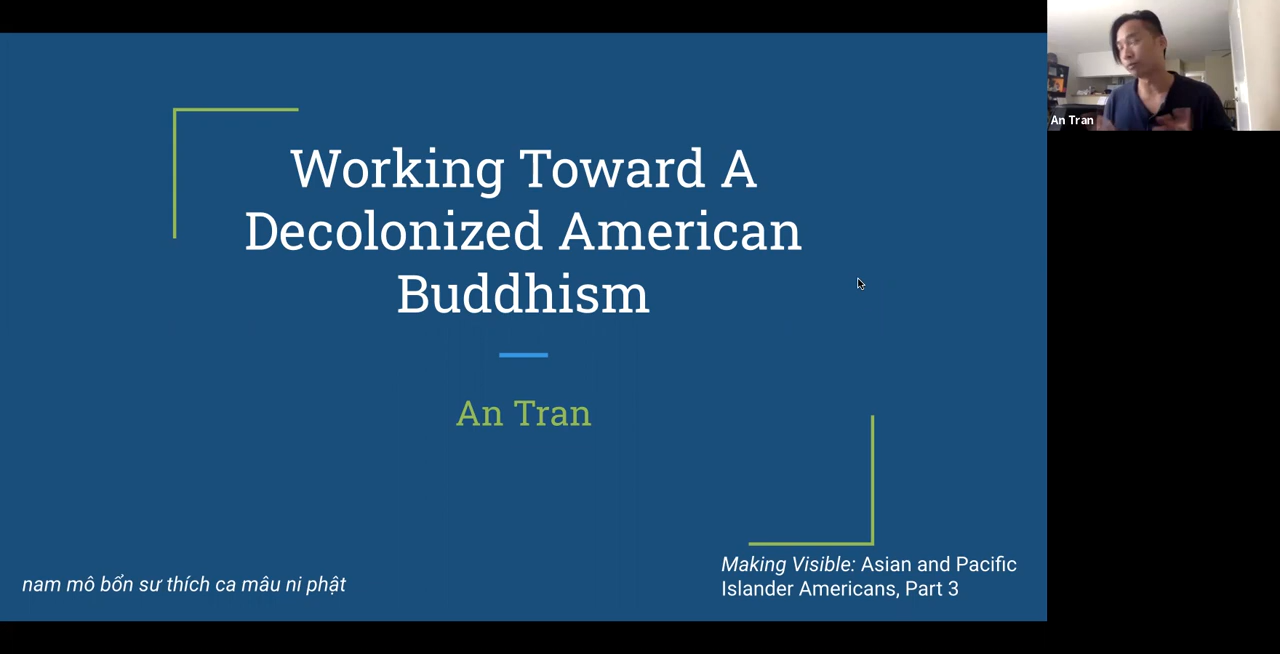 Working Toward A
Decolonized American
Buddhism
An Tran
nam mô bổn sư thích ca mâu ni phật
Making Visible: Asian and Pacific
Islander Americans, Part 3
An Tran